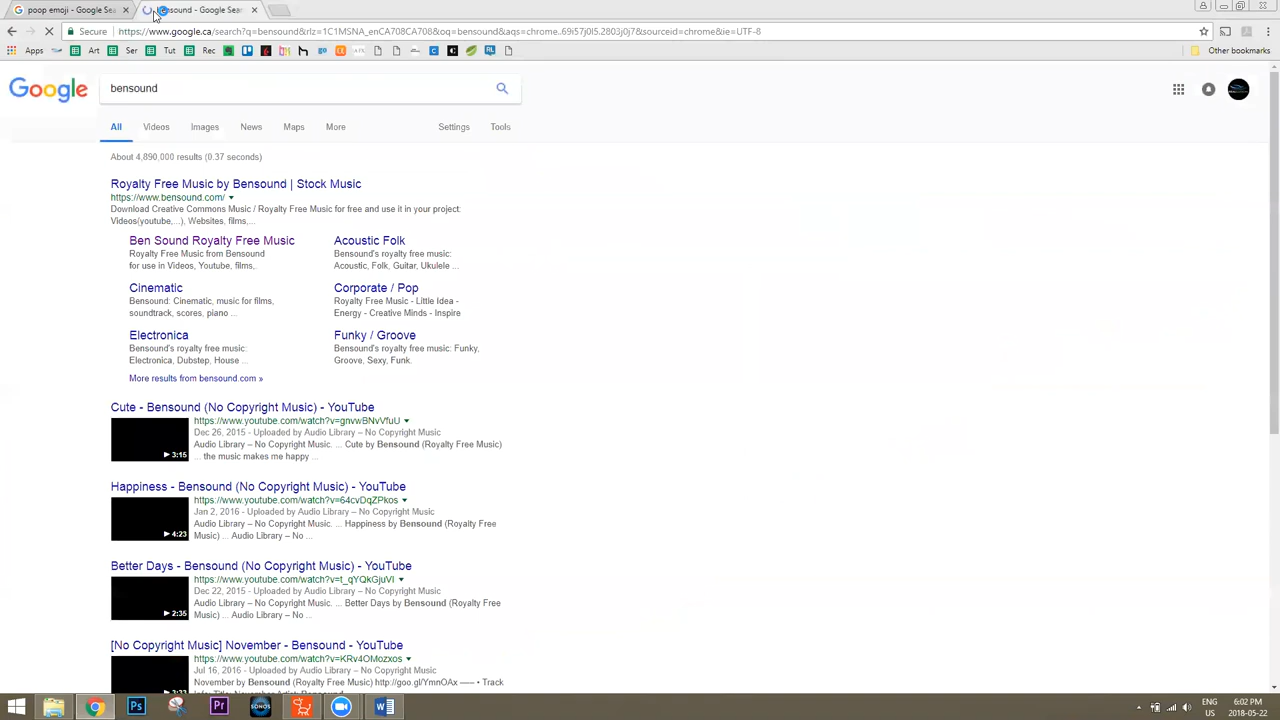 poop emoji - Google Sea
bensound - Google Sear
Secure
https://www.google.ca/search?q=bensound&rlz=1C1MSNA_enCA708CA708&oq=bensound&aqs=chrome..69i57j0l5.2803j0j7&sourceid=chrome&ie=UTF-8
Apps
Art
Ser
Tut
Rec
Other bookmarks
Google
bensound
All
Videos
Images
News
Maps
More
Settings
Tools
About 4,890,000 results (0.37 seconds)
Royalty Free Music by Bensound | Stock Music
https://www.bensound.com/
Download Creative Commons Music / Royalty Free Music for free and use it in your project:
Videos(youtube,...), Websites, films,...
Ben Sound Royalty Free Music
Royalty Free Music from Bensound
for use in Videos, Youtube, films,.
Acoustic Folk
Bensound's royalty free music:
Acoustic, Folk, Guitar, Ukulele ...
Cinematic
Bensound: Cinematic, music for films,
soundtrack, scores, piano ...
Corporate / Pop
Royalty Free Music - Little Idea -
Energy - Creative Minds - Inspire
Electronica
Bensound's royalty free music:
Electronica, Dubstep, House ...
Funky / Groove
Bensound's royalty free music: Funky,
Groove, Sexy, Funk.
More results from bensound.com »
Cute - Bensound (No Copyright Music) - YouTube
https://www.youtube.com/watch?v=gnvwBNvVfuU
Dec 26, 2015 - Uploaded by Audio Library – No Copyright Music
Audio Library – No Copyright Music. ... Cute by Bensound (Royalty Free Music)
... the music makes me happy ...
3:15
Happiness - Bensound (No Copyright Music) - YouTube
https://www.youtube.com/watch?v=64cvDqZPkos
Jan 2, 2016 - Uploaded by Audio Library – No Copyright Music
Audio Library – No Copyright Music. ... Happiness by Bensound (Royalty Free
Music) ... Audio Library – No ...
4:23
Better Days - Bensound (No Copyright Music) - YouTube
https://www.youtube.com/watch?v=t_qYQkGjuVI
Dec 22, 2015 - Uploaded by Audio Library – No Copyright Music
Audio Library – No Copyright Music. ... Better Days by Bensound (Royalty Free
Music) ... Audio Library – No ...
2:35
[No Copyright Music] November - Bensound - YouTube
https://www.youtube.com/watch?v=KRv4OMozxos
Jul 16, 2016 - Uploaded by Audio Library – No Copyright Music
November by Bensound (Royalty Free Music) http://goo.gl/YmnOAx ––– • Track
Ps
Pr
SONOS
ENG
US
6:02 PM
2018-05-22